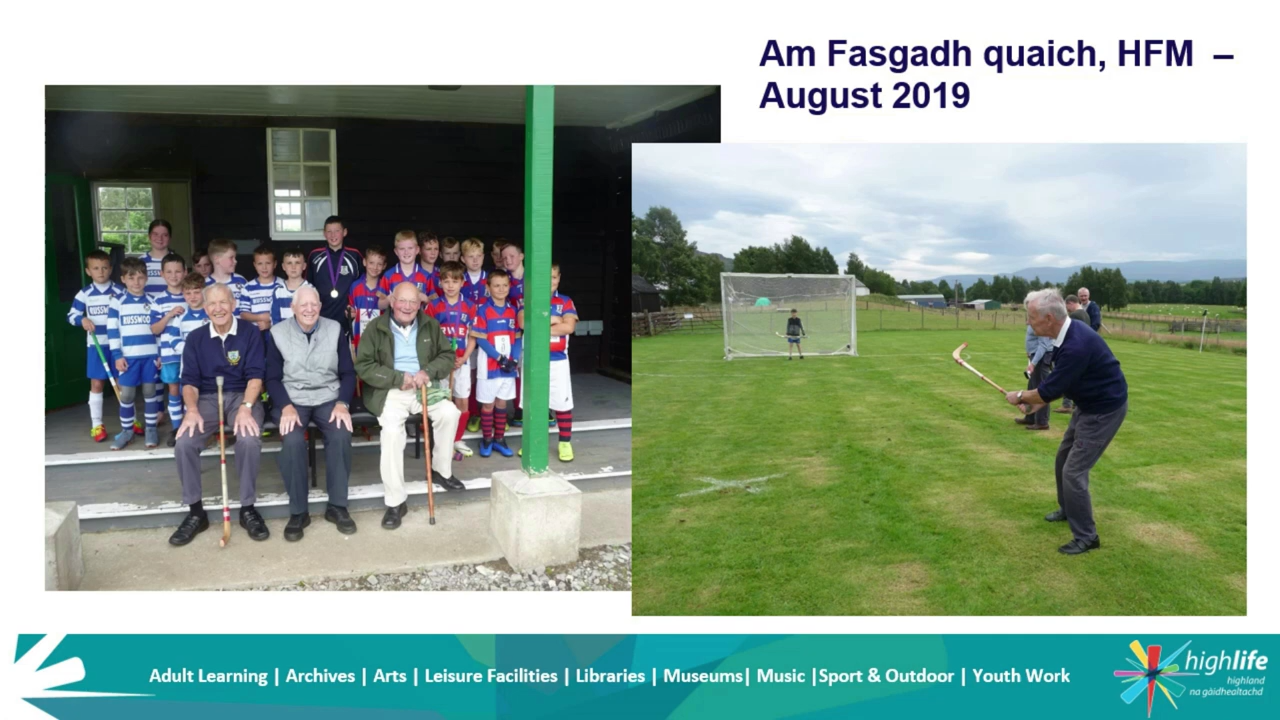 Am Fasgadh quaich, HFM –
August 2019
RUSSWOO
Adult Learning | Archives | Arts | Leisure Facilities | Libraries | Museums| Music |Sport & Outdoor | Youth Work
highlife
highland
na gàidhealtachd